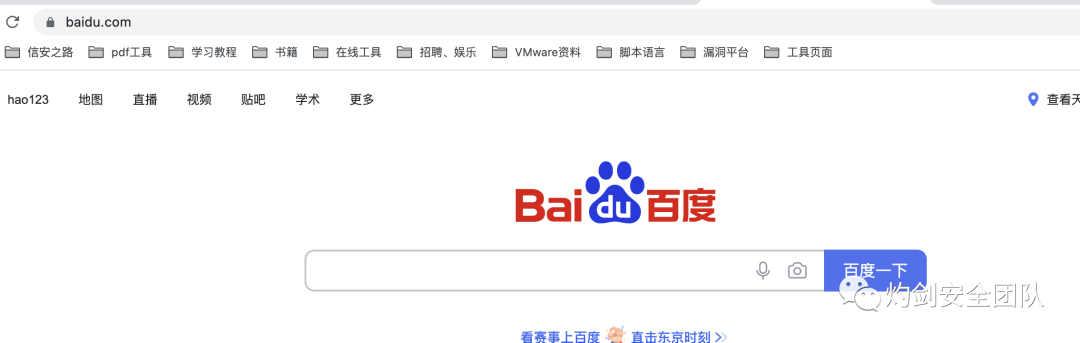 baidu.com
信安之路 pdf工具 学习教程 书籍 在线工具 招聘、娱乐 VMware资料 脚本语言 漏洞平台 工具页面
hao123 地图 直播 视频 贴吧 学术 更多 查看天
Bai du 百度
百度一下
灼剑安全团队
看赛事上百度 直击东京时刻